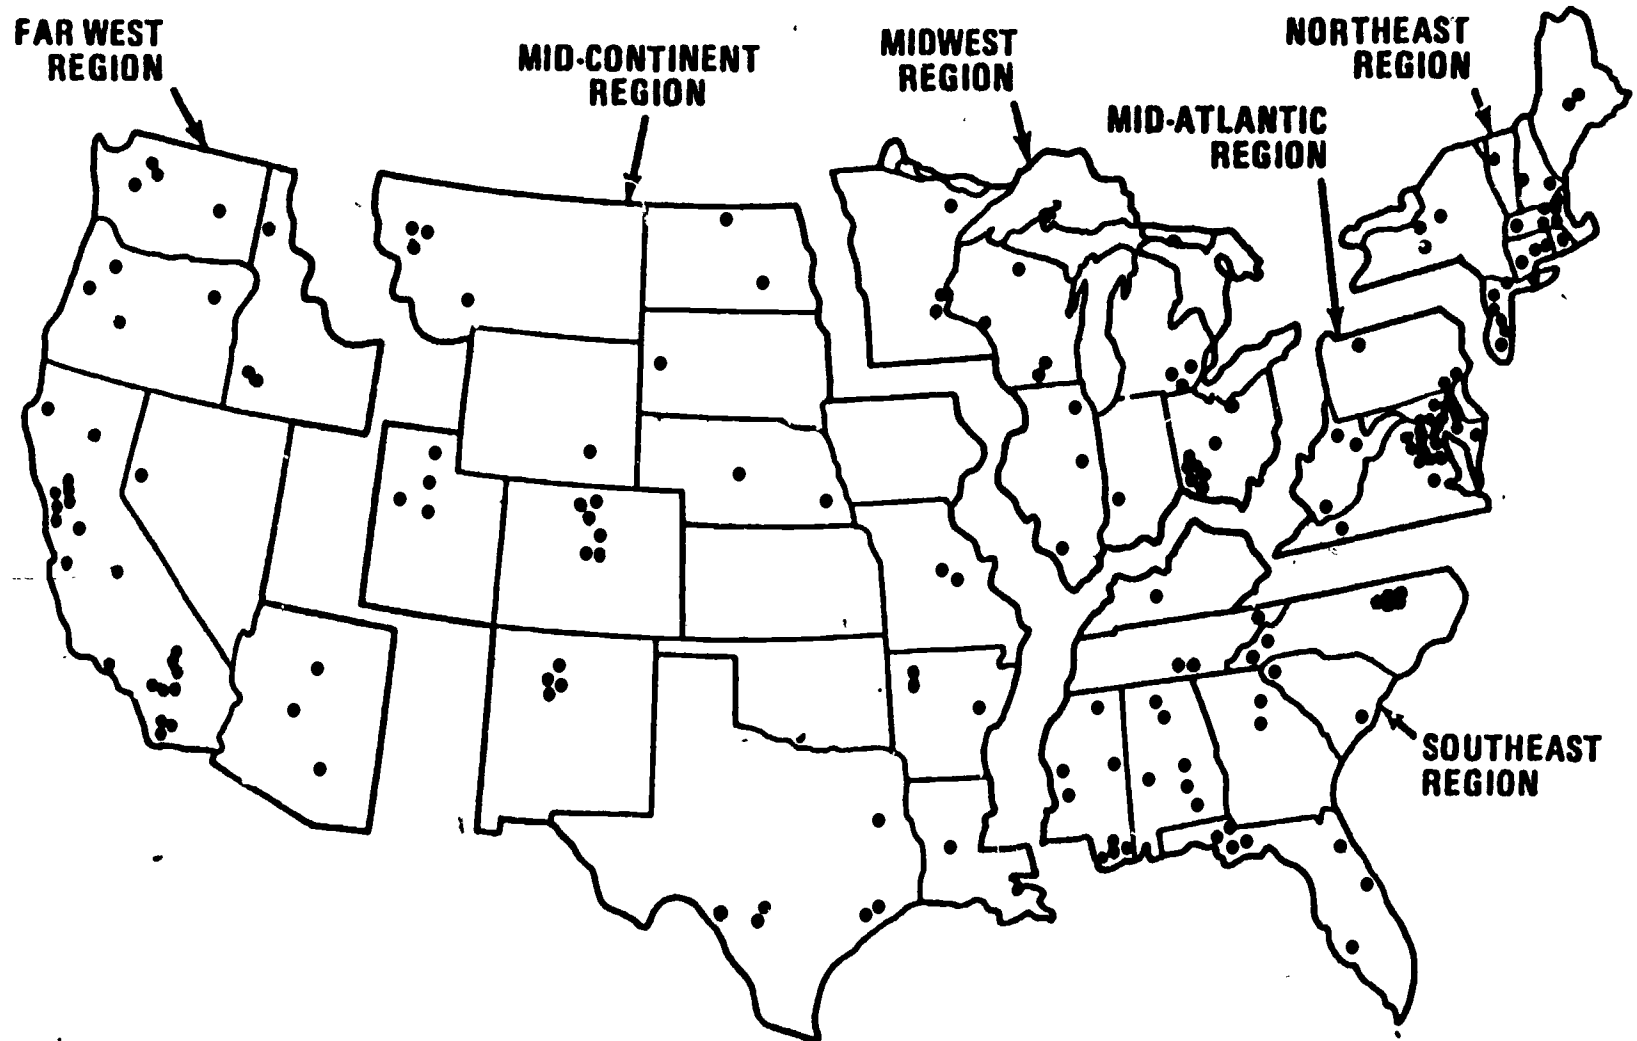 FAR WEST
REGION
MID-CONTINENT
REGION
MIDWEST
REGION
NORTHEAST
REGION
MID-ATLANTIC
REGION
SOUTHEAST
REGION